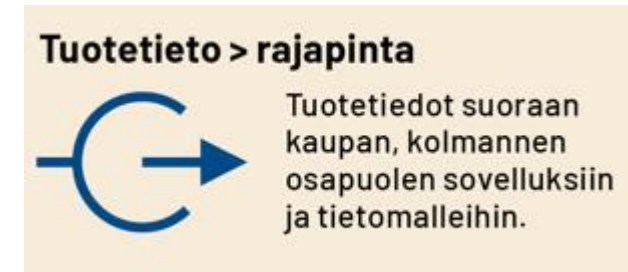 Tuotetieto > rajapinta
Tuotetiedot suoraan
kaupan, kolmannen
osapuolen sovelluksiin
ja tietomalleihin.